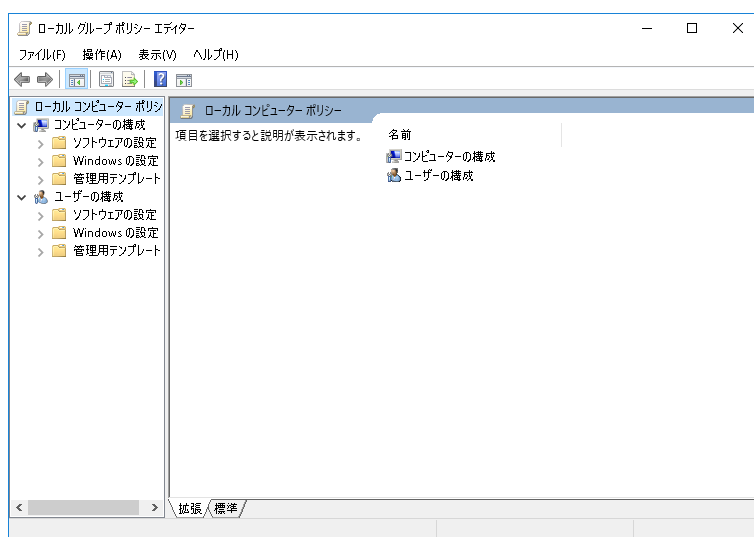 ローカル グループ ポリシー エディター
ファイル(F) 操作(A) 表示(V) ヘルプ(H)
ローカル コンピューター ポリシ
コンピューターの構成
ソフトウェアの設定
Windows の設定
管理用テンプレート
ユーザーの構成
ソフトウェアの設定
Windows の設定
管理用テンプレート
ローカル コンピューター ポリシー
項目を選択すると説明が表示されます。
名前
コンピューターの構成
ユーザーの構成
拡張 標準